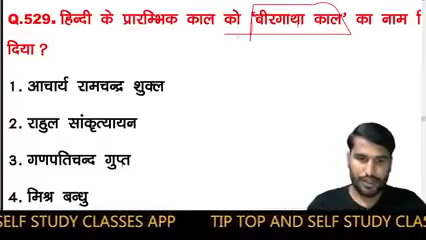 Q.529. हिन्दी के प्रारम्भिक काल को 'बीरगाथा काल' का नाम
दिया ?
1. आचार्य रामचन्द्र शुक्ल
2. राहुल सांकृत्यायन
3. गणपतिचन्द गुप्त
4. मिश्र बन्धु
SELF STUDY CLASSES APP TIP TOP AND SELF STUDY CLAS